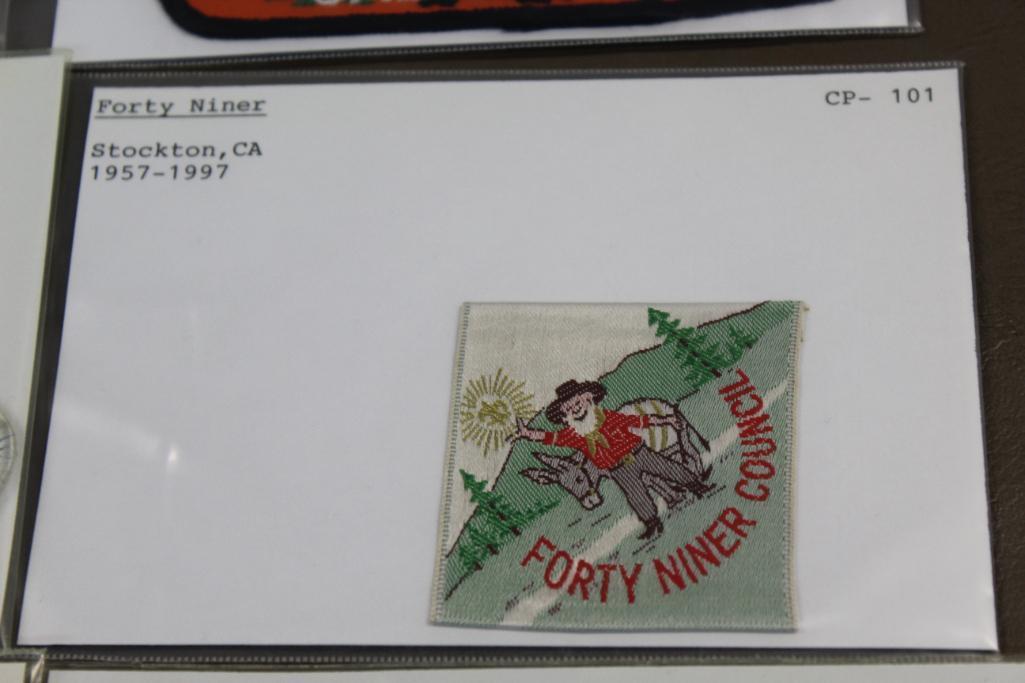 Forty Niner
CP- 101
Stockton,CA
1957-1997
FORTY NINER COUNCIL